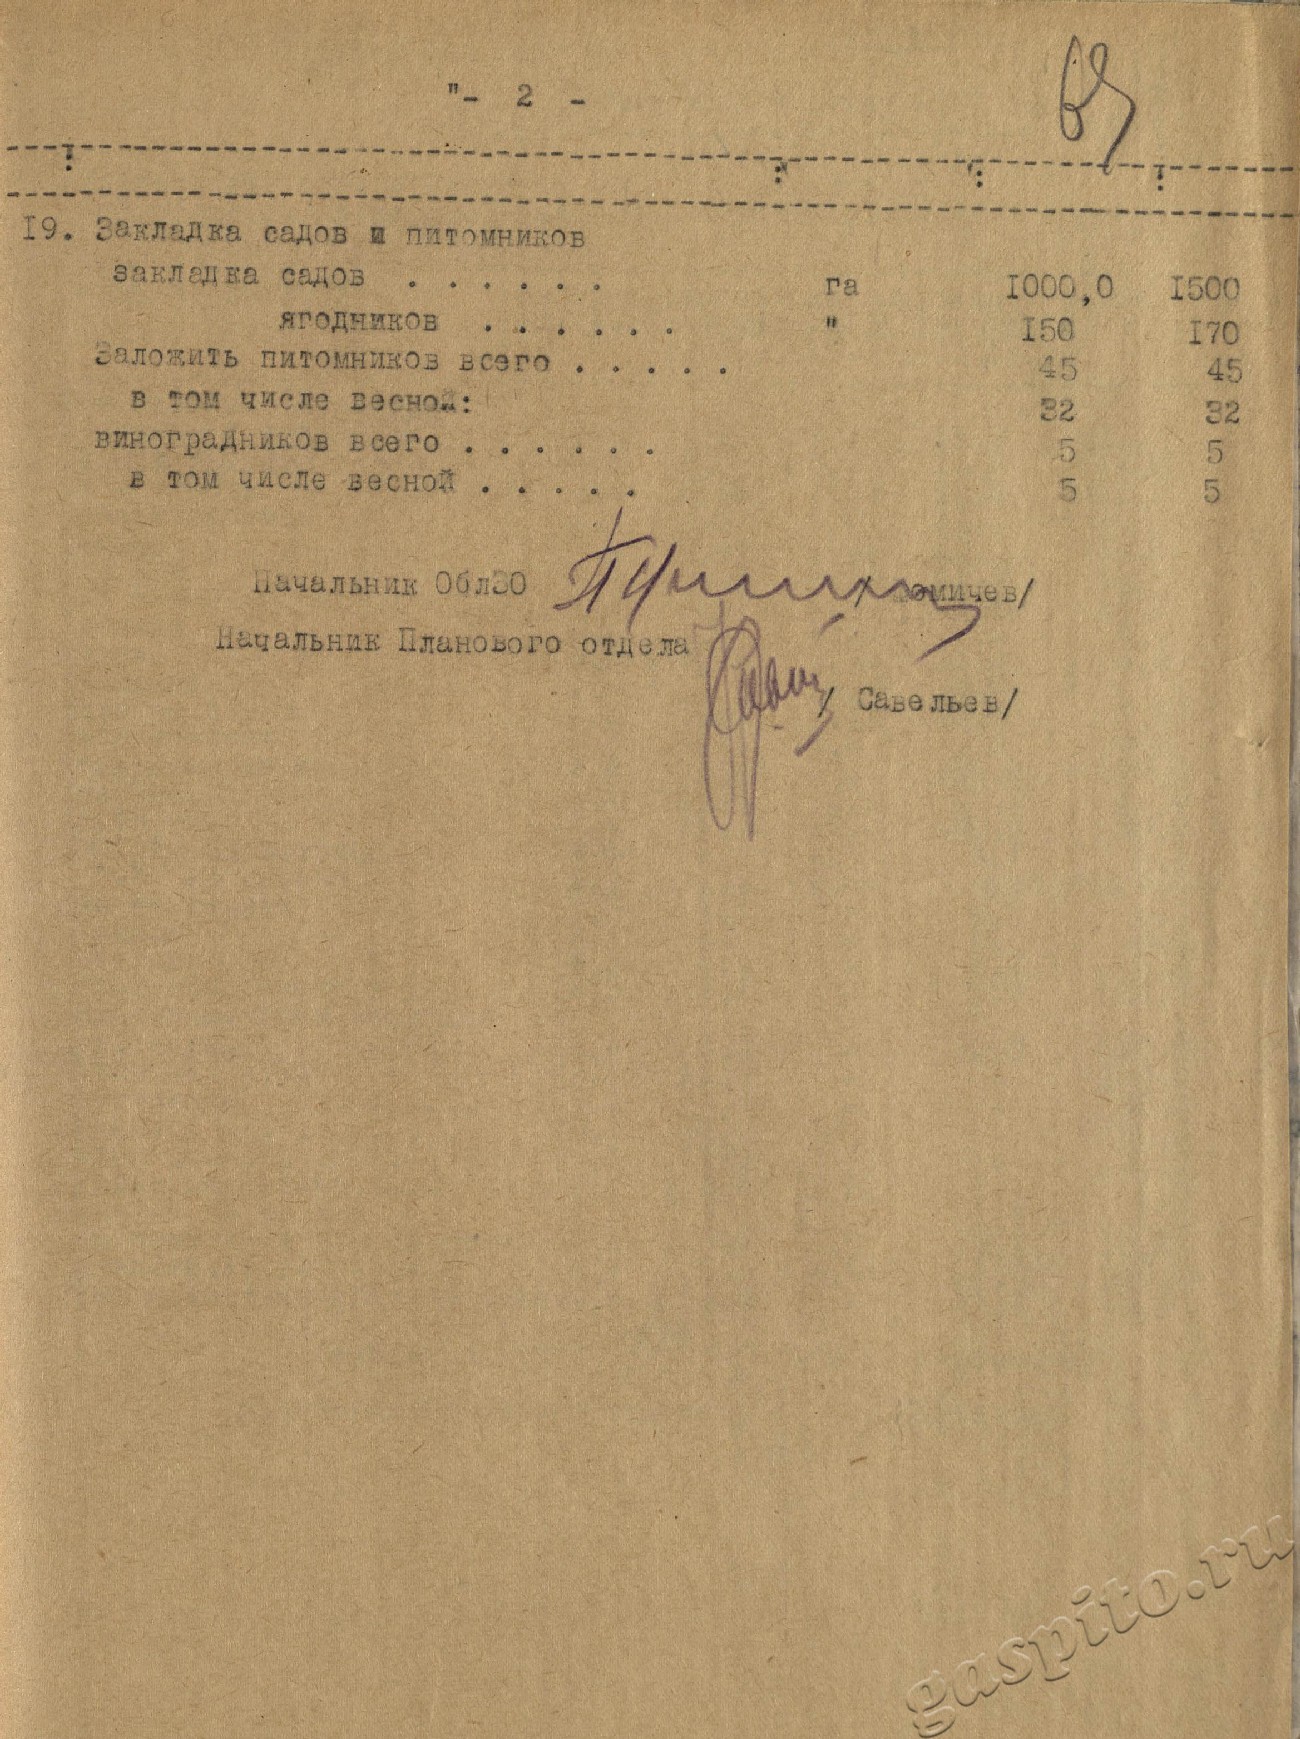 "- 2 -
19. Закладка садов и питомников
закладка садов . . . . . . га 1000,0 1500
ягодников . . . . . . " 150 170
Заложить питомников всего . . . . . 45 45
в том числе весной: 32 32
виноградников всего . . . . . . 5 5
в том числе весной . . . . . 5 5
Начальник ОблЗО / Фомичев/
Начальник Планового отдела
/ Савельев/
gaspito.ru